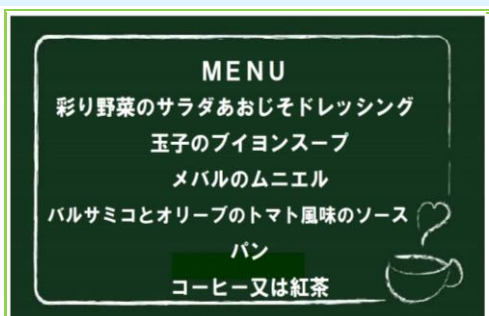 MENU
彩り野菜のサラダあおじそドレッシング
玉子のブイヨンスープ
メバルのムニエル
バルサミコとオリーブのトマト風味のソース
パン
コーヒー又は紅茶